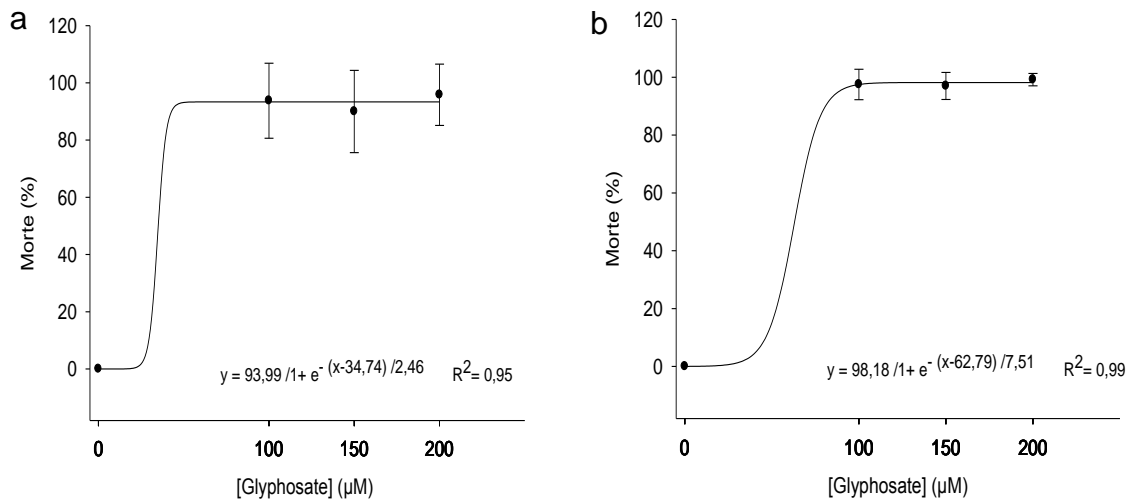 a
120
100
80
60
40
20
0
Morte (%)
y = 93,99 /1+ e- (x-34,74) /2,46 R2= 0,95
0 100 150 200
[Glyphosate] (µM)
b
120
100
80
60
40
20
0
Morte (%)
y = 98,18 /1+ e- (x-62,79) /7,51 R2= 0,99
0 100 150 200
[Glyphosate] (µM)